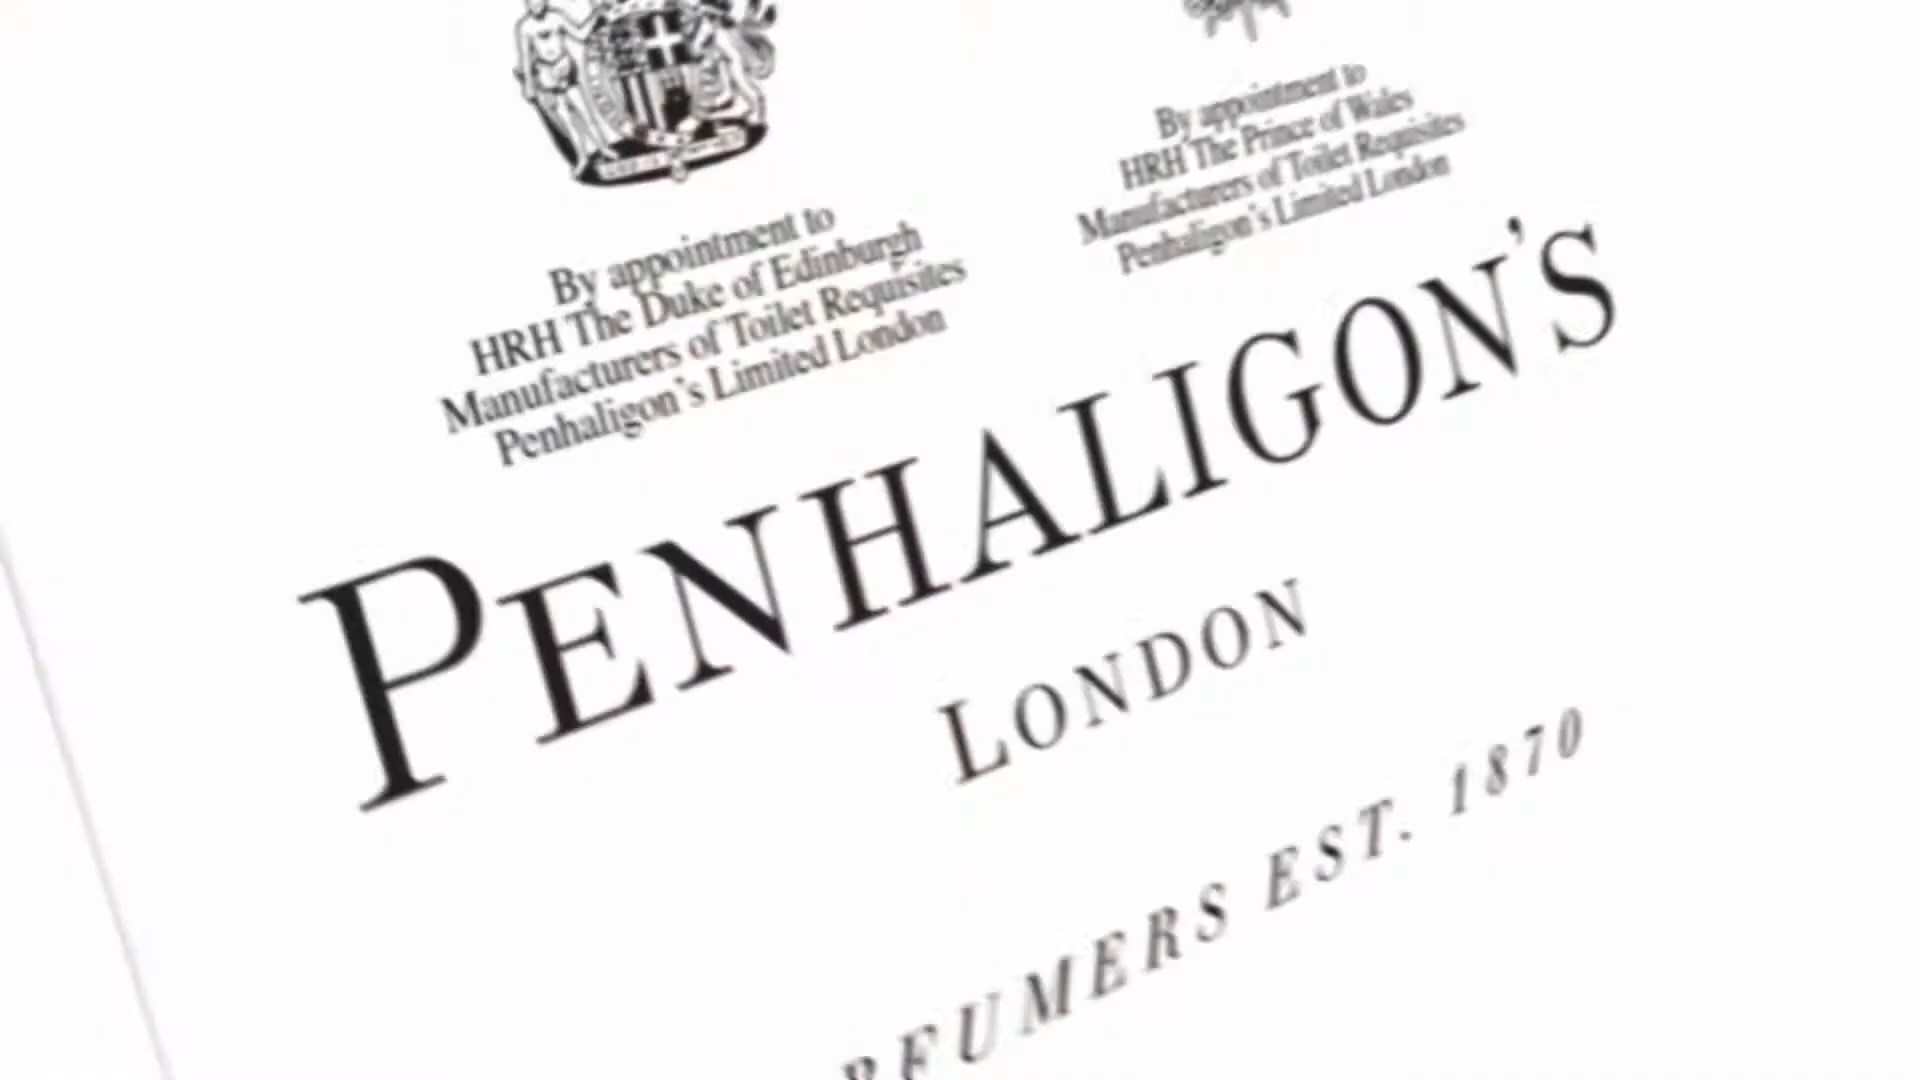 By appointment to
HRH The Duke of Edinburgh
Manufacturers of Toilet Requisites
Penhaligon's Limited London
By appointment to
HRH The Prince of Wales
Manufacturers of Toilet Requisites
Penhaligon's Limited London
PENHALIGON'S
LONDON
RFUMERS EST. 1870